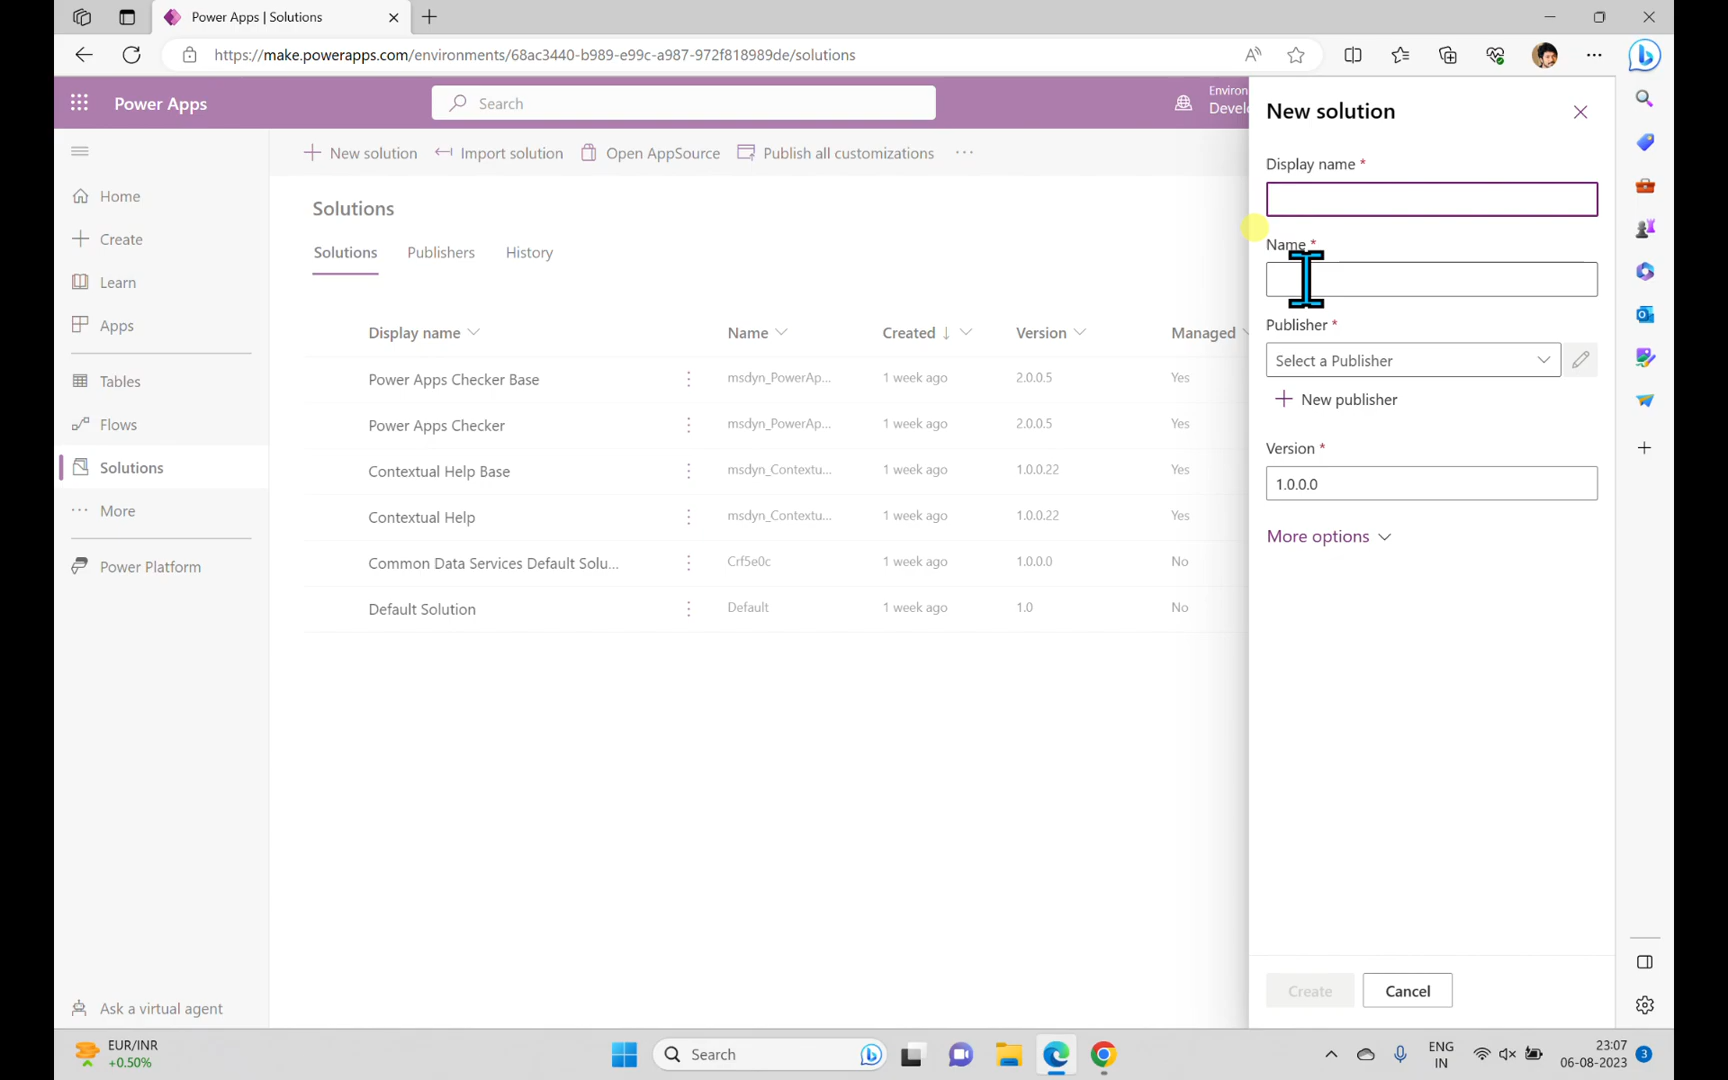 Power Apps | Solutions
https://make.powerapps.com/environments/68ac3440-b989-e99c-a987-972f818989de/solutions
Power Apps
Search
Environ
Develo
New solution
Import solution
Open AppSource
Publish all customizations
Home
Create
Learn
Apps
Tables
Flows
Solutions
More
Power Platform
Ask a virtual agent
Solutions
Solutions Publishers History
Display name Name Created Version Managed
Power Apps Checker Base msdyn_PowerAp... 1 week ago 2.0.0.5 Yes
Power Apps Checker msdyn_PowerAp... 1 week ago 2.0.0.5 Yes
Contextual Help Base msdyn_Contextu... 1 week ago 1.0.0.22 Yes
Contextual Help msdyn_Contextu... 1 week ago 1.0.0.22 Yes
Common Data Services Default Solu... Crf5e0c 1 week ago 1.0.0.0 No
Default Solution Default 1 week ago 1.0 No
New solution
Display name *
Name *
Publisher *
Select a Publisher
New publisher
Version *
1.0.0.0
More options
Create Cancel
EUR/INR
+0.50%
Search
ENG
IN
23:07
06-08-2023
3